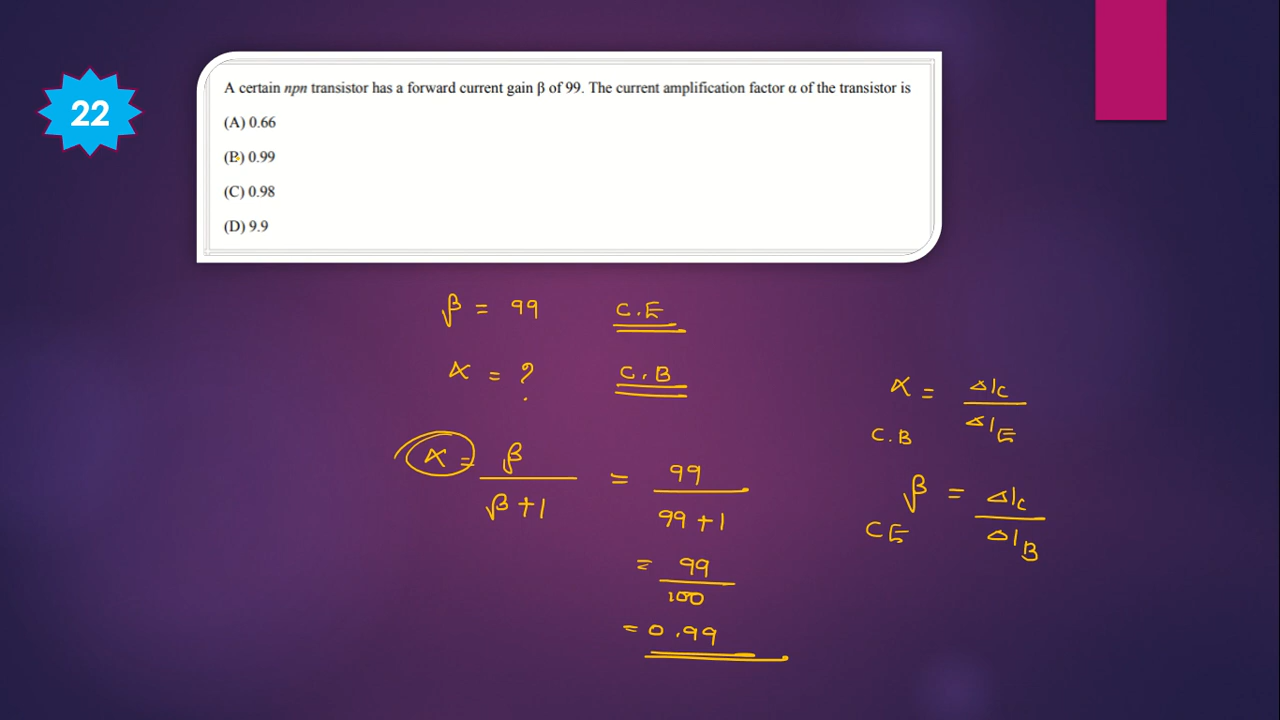 22
A certain npn transistor has a forward current gain β of 99. The current amplification factor α of the transistor is
(A) 0.66
(B) 0.99
(C) 0.98
(D) 9.9
β = 99 C.E
α = ? C.B
α = β / β+1 = 99 / 99+1
= 99 / 100
= 0.99
α = ΔIC / ΔIE
C.B
β = ΔIC / ΔIB
CE